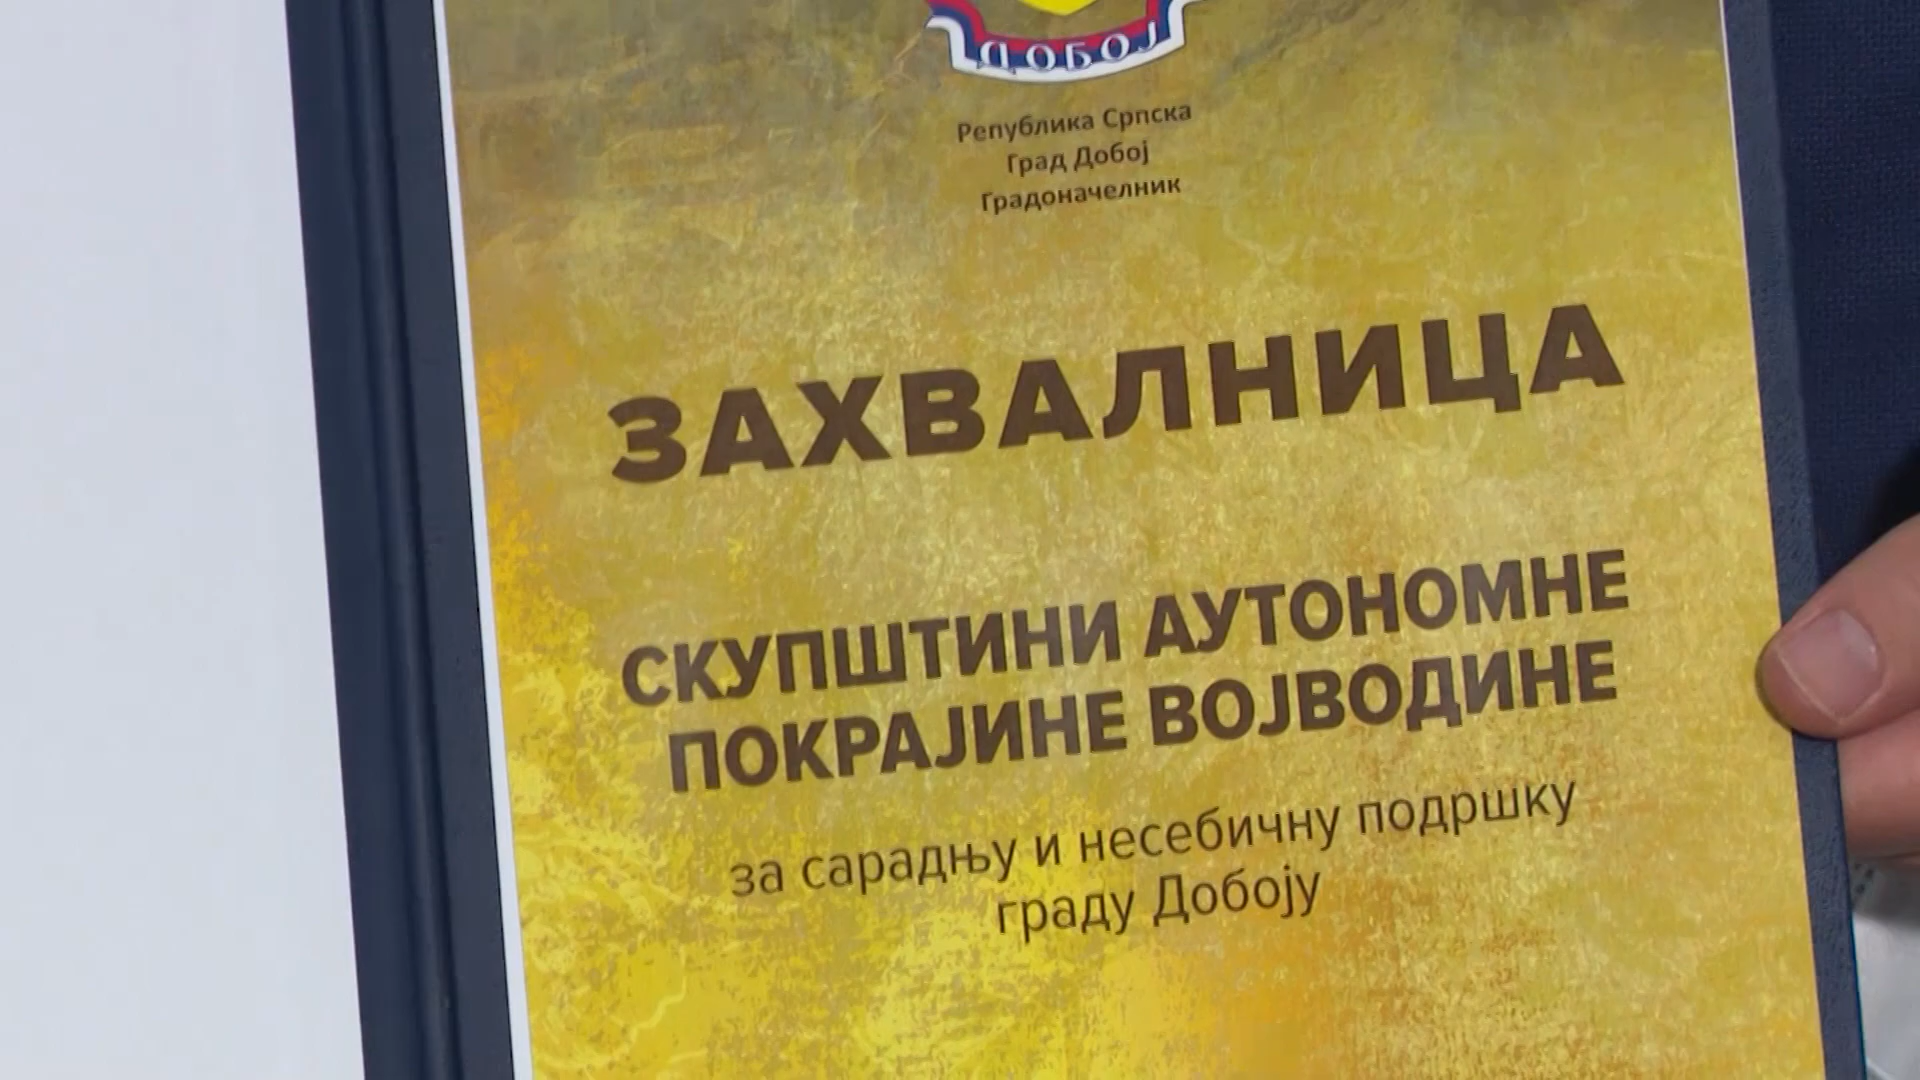 ДОБОЈ
Република Српска
Град Добој
Градоначелник
ЗАХВАЛНИЦА
СКУПШТИНИ АУТОНОМНЕ
ПОКРАЈИНЕ ВОЈВОДИНЕ
за сарадњу и несебичну подршку
граду Добоју